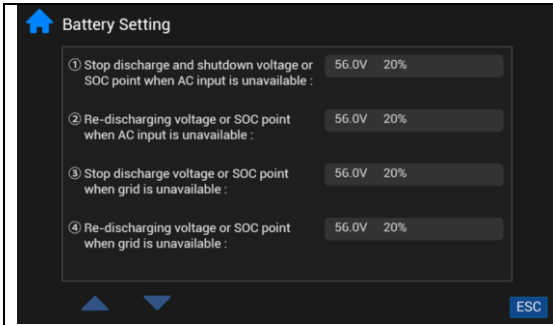 Battery Setting
① Stop discharge and shutdown voltage or 56.0V 20%
SOC point when AC input is unavailable :
② Re-discharging voltage or SOC point 56.0V 20%
when AC input is unavailable :
③ Stop discharge voltage or SOC point 56.0V 20%
when grid is unavailable :
④ Re-discharging voltage or SOC point 56.0V 20%
when grid is unavailable :
ESC